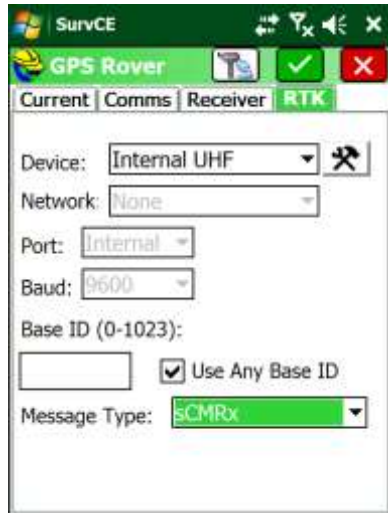 SurvCE
GPS Rover
Current Comms Receiver RTK
Device: Internal UHF
Network: None
Port: Internal
Baud: 9600
Base ID (0-1023):
Use Any Base ID
Message Type: sCMRx